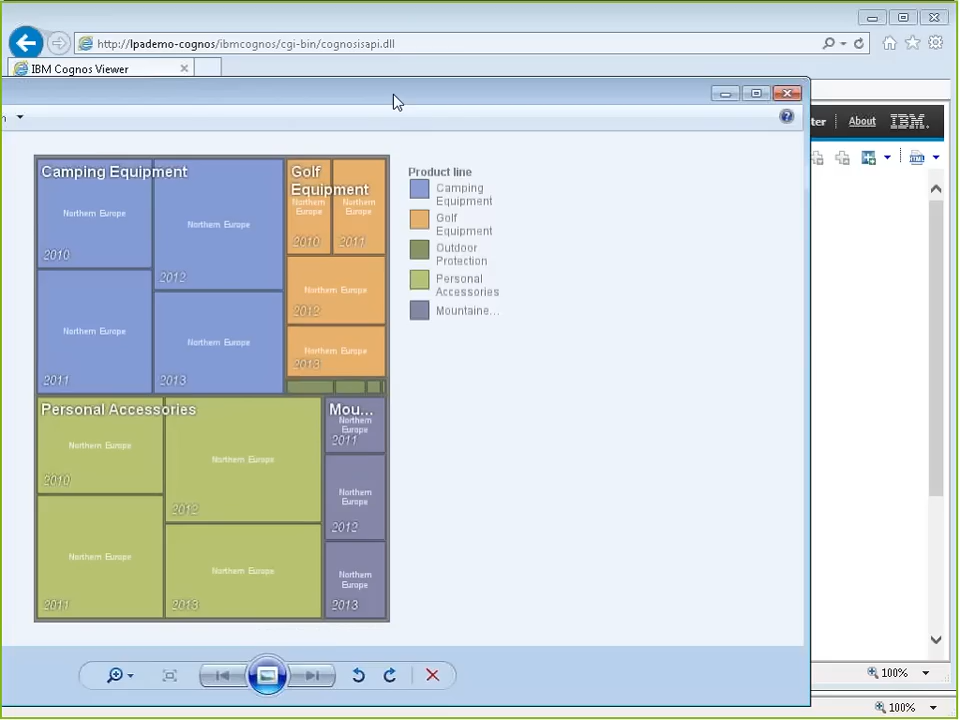 http://lpademo-cognos/ibmcognos/cgi-bin/cognosisapi.dll
IBM Cognos Viewer
About
IBM.
Camping Equipment
Northern Europe
2010
Northern Europe
2012
Northern Europe
2011
Northern Europe
2013
Golf
Equipment
Northern
Europe
2010
Northern
Europe
2011
Northern Europe
2012
Northern Europe
2013
Personal Accessories
Northern Europe
2010
Northern Europe
2012
Northern Europe
2011
Northern Europe
2013
Mou...
Northern
Europe
2011
Northern
Europe
2012
Northern
Europe
2013
Product line
Camping
Equipment
Golf
Equipment
Outdoor
Protection
Personal
Accessories
Mountaine...
100%
100%